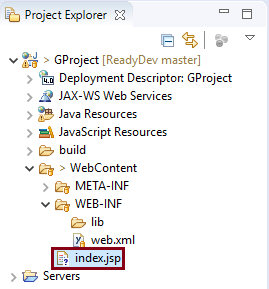 Project Explorer
> GProject [ReadyDev master]
Deployment Descriptor: GProject
JAX-WS Web Services
Java Resources
JavaScript Resources
build
> WebContent
META-INF
WEB-INF
lib
web.xml
index.jsp
Servers